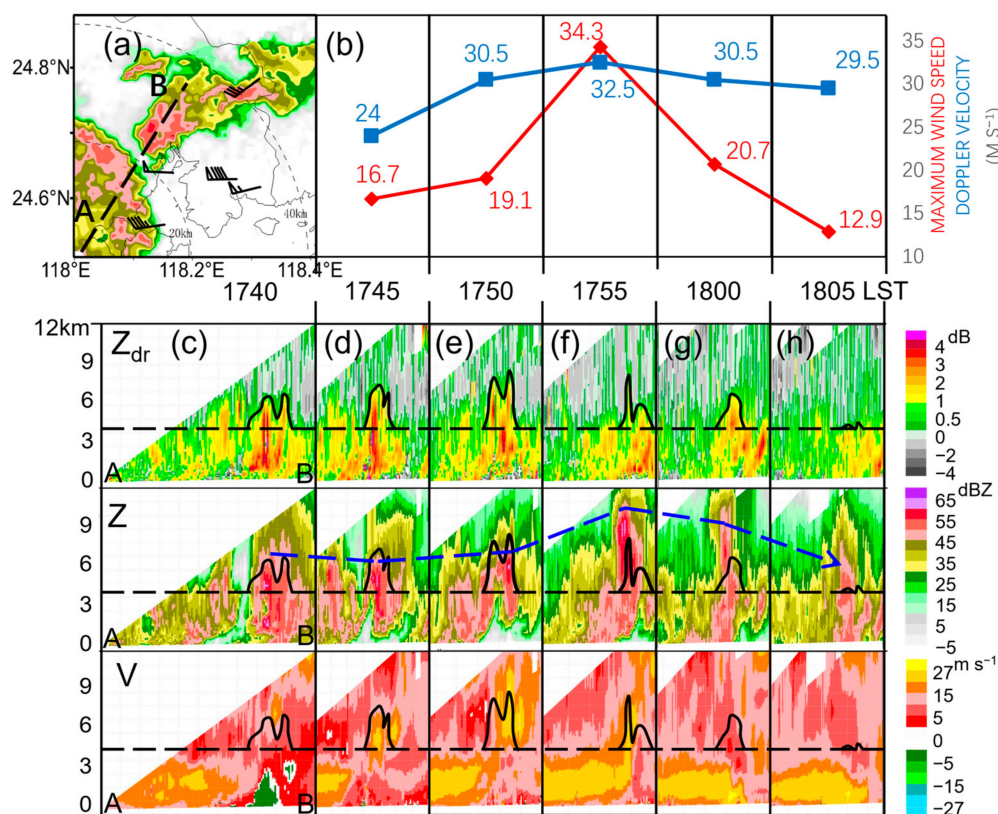 (a)
(b)
24.8°N
24.6°N
B
A
20km
40km
118°E
118.2°E
118.4°E
34.3
30.5
30.5
29.5
24
32.5
16.7
19.1
20.7
12.9
35
30
25
20
15
10
MAXIMUM WIND SPEED
DOPPLER VELOCITY
(M S⁻¹)
1740
1745
1750
1755
1800
1805 LST
12km
9
6
3
0
Zdr
(c)
(d)
(e)
(f)
(g)
(h)
A
B
dB
4
3
2
1
0.5
0
−2
−4
Z
9
6
3
0
A
B
dBZ
65
55
45
35
25
15
5
−5
V
9
6
3
0
A
B
m s⁻¹
27
15
5
0
−5
−15
−27